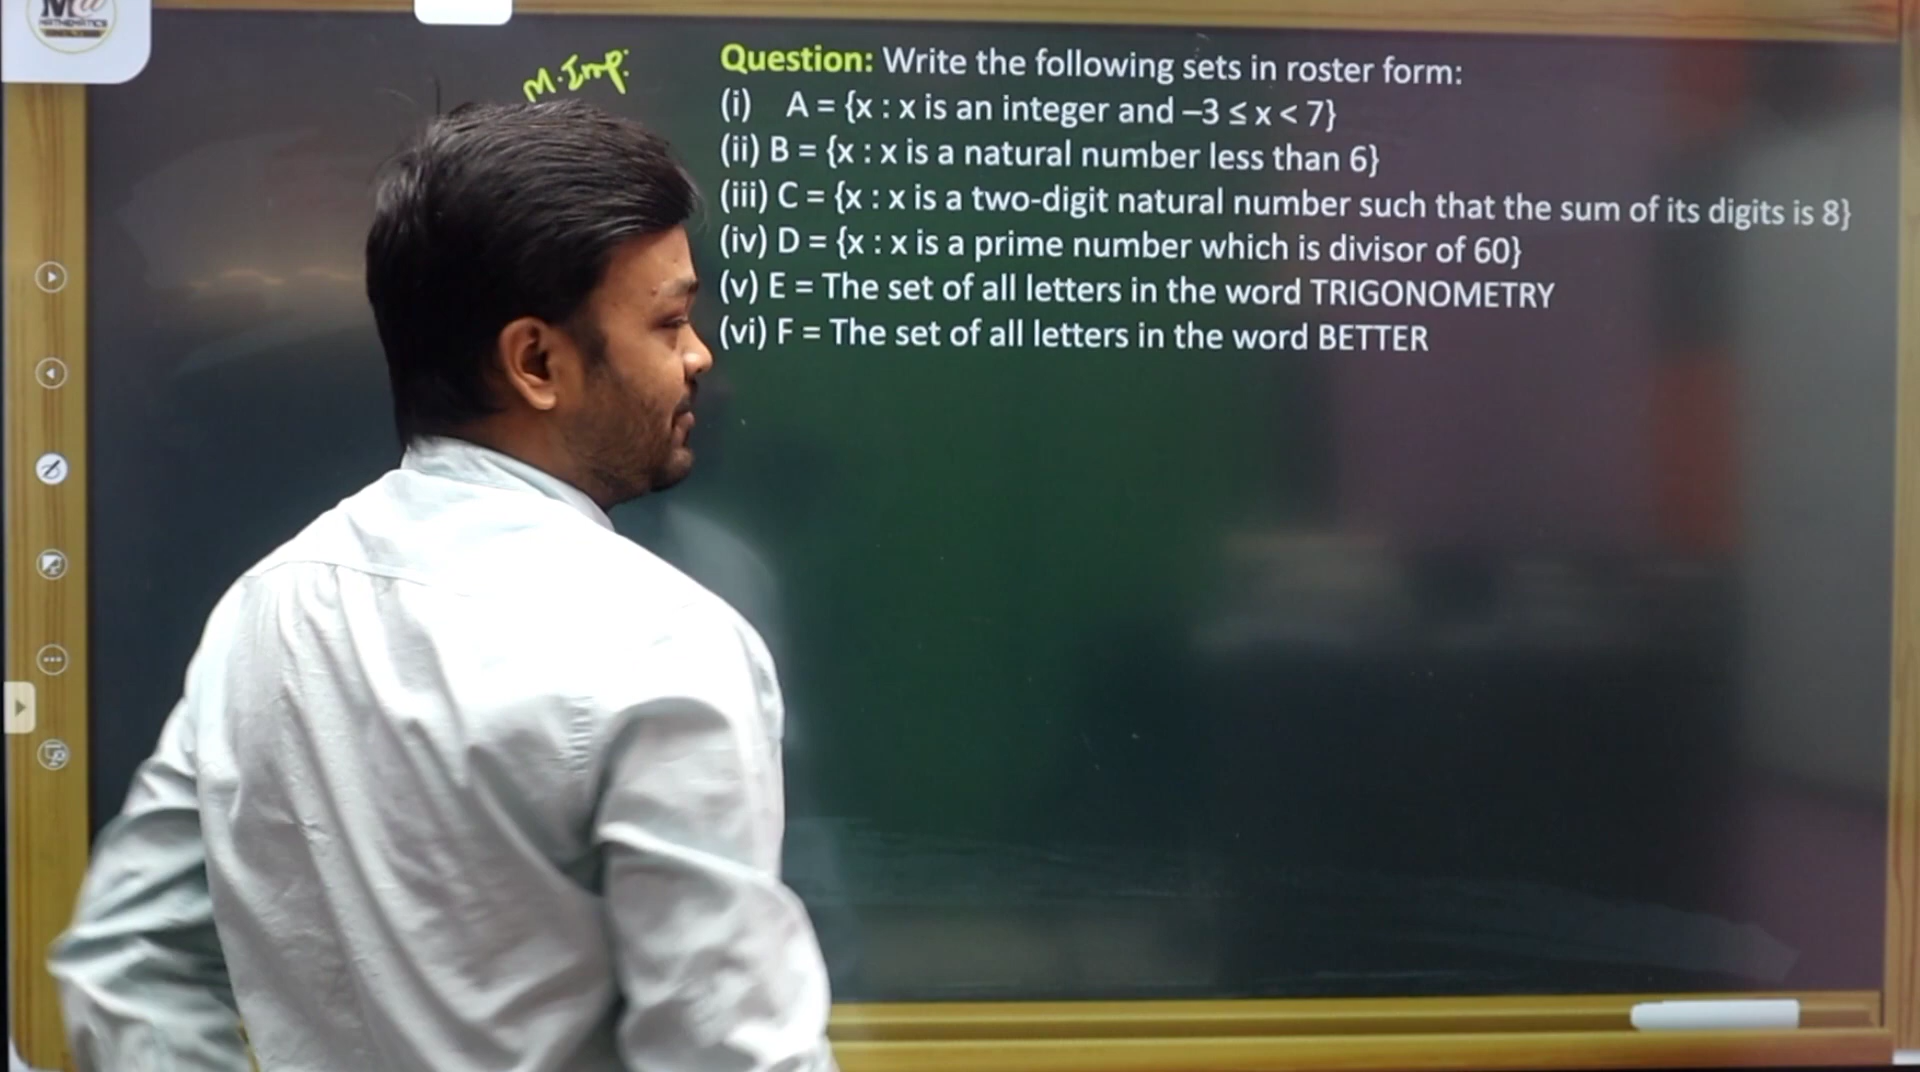 MATHEMATICS
M.Imp:
Question: Write the following sets in roster form:
(i) A = {x : x is an integer and –3 ≤ x < 7}
(ii) B = {x : x is a natural number less than 6}
(iii) C = {x : x is a two-digit natural number such that the sum of its digits is 8}
(iv) D = {x : x is a prime number which is divisor of 60}
(v) E = The set of all letters in the word TRIGONOMETRY
(vi) F = The set of all letters in the word BETTER